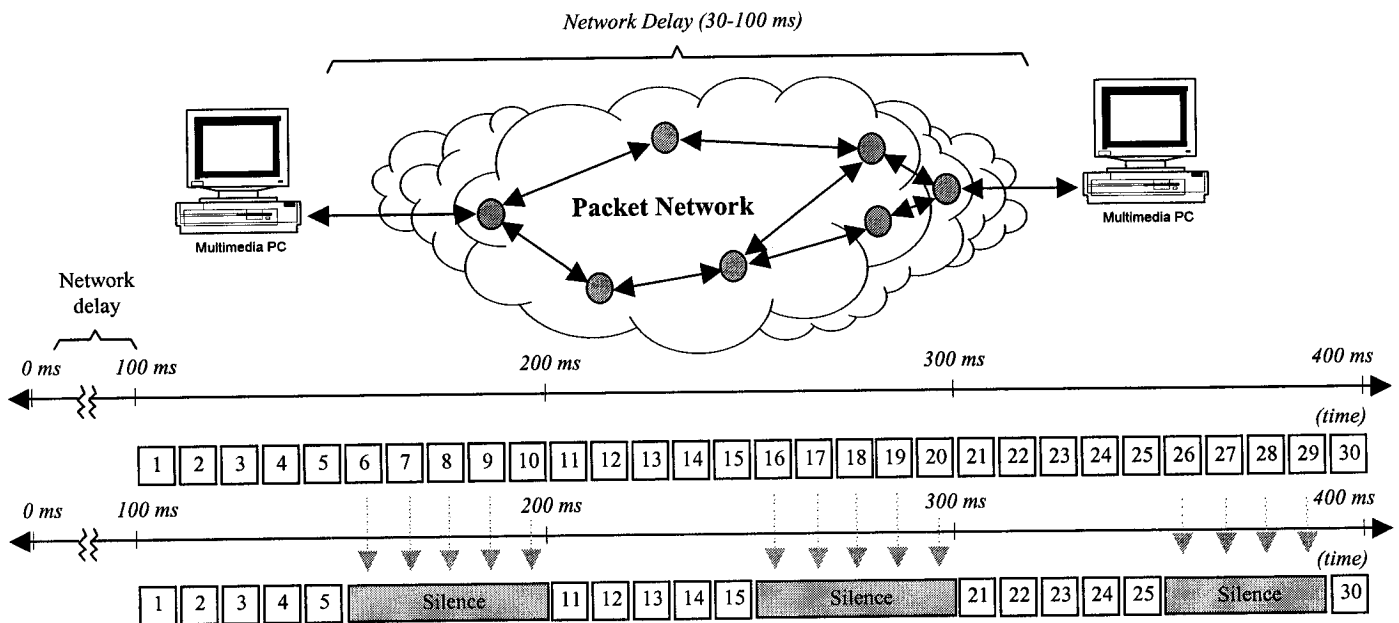 Network Delay (30-100 ms)
Packet Network
Multimedia PC
Multimedia PC
Network
delay
0 ms 100 ms 200 ms 300 ms 400 ms
(time)
1 2 3 4 5 6 7 8 9 10 11 12 13 14 15 16 17 18 19 20 21 22 23 24 25 26 27 28 29 30
0 ms 100 ms 200 ms 300 ms 400 ms
(time)
1 2 3 4 5 Silence 11 12 13 14 15 Silence 21 22 23 24 25 Silence 30